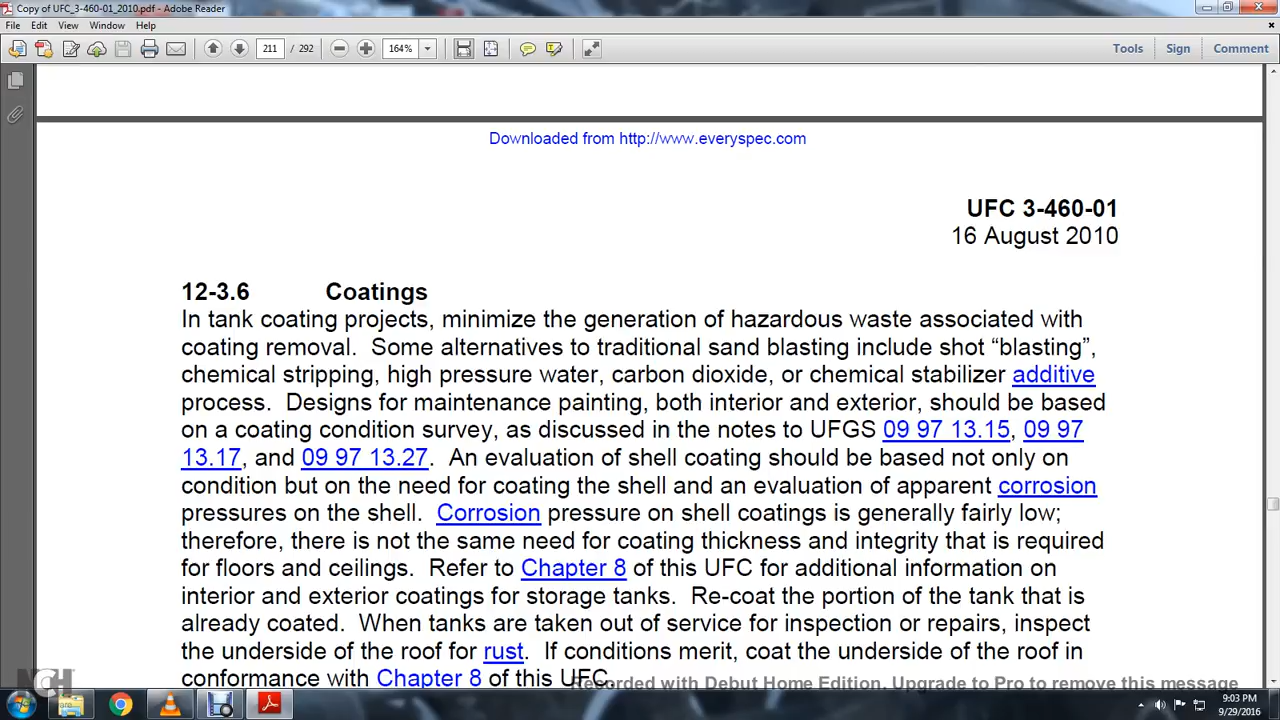 Copy of UFC_3-460-01_2010.pdf - Adobe Reader
File Edit View Window Help
211 / 292 164% Tools Sign Comment
Downloaded from http://www.everyspec.com
UFC 3-460-01
16 August 2010
12-3.6 Coatings
In tank coating projects, minimize the generation of hazardous waste associated with
coating removal. Some alternatives to traditional sand blasting include shot “blasting”,
chemical stripping, high pressure water, carbon dioxide, or chemical stabilizer additive
process. Designs for maintenance painting, both interior and exterior, should be based
on a coating condition survey, as discussed in the notes to UFGS 09 97 13.15, 09 97
13.17, and 09 97 13.27. An evaluation of shell coating should be based not only on
condition but on the need for coating the shell and an evaluation of apparent corrosion
pressures on the shell. Corrosion pressure on shell coatings is generally fairly low;
therefore, there is not the same need for coating thickness and integrity that is required
for floors and ceilings. Refer to Chapter 8 of this UFC for additional information on
interior and exterior coatings for storage tanks. Re-coat the portion of the tank that is
already coated. When tanks are taken out of service for inspection or repairs, inspect
the underside of the roof for rust. If conditions merit, coat the underside of the roof in
conformance with Chapter 8 of this UFC.
Recorded with Debut Home Edition. Upgrade to Pro to remove this message
NCH
9:03 PM
9/29/2016